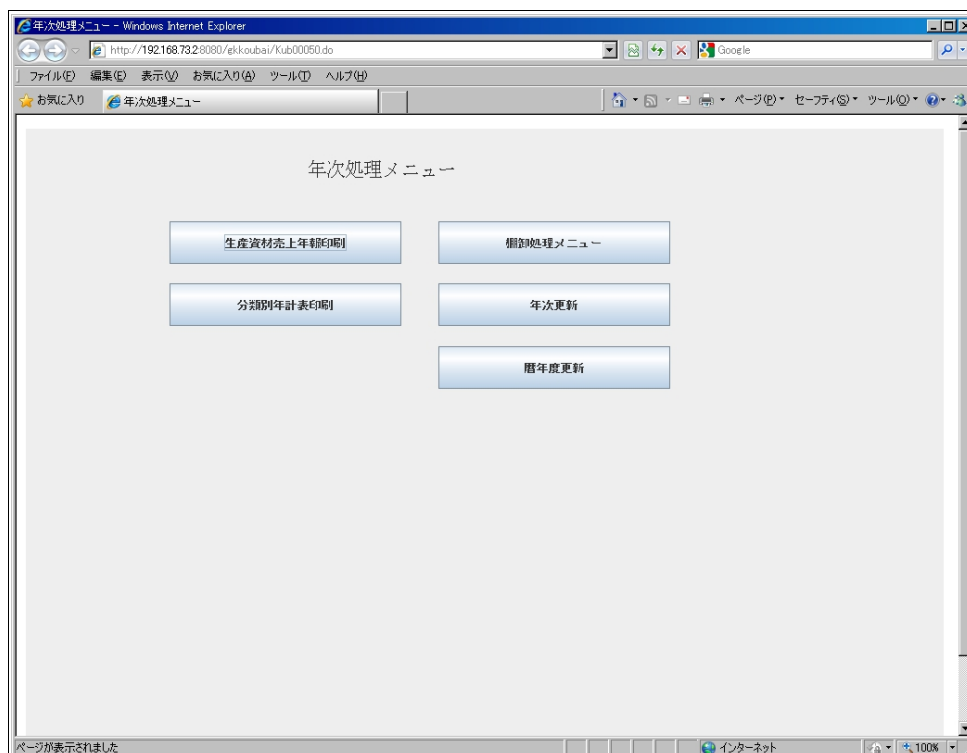 年次処理メニュー - Windows Internet Explorer
http://192.168.73.2:8080/gkkoubai/Kub00050.do
Google
ファイル(F) 編集(E) 表示(V) お気に入り(A) ツール(T) ヘルプ(H)
お気に入り 年次処理メニュー ページ(P) セーフティ(S) ツール(O)
年次処理メニュー
生産資材売上年報印刷 棚卸処理メニュー
分類別年計表印刷 年次更新
暦年度更新
ページが表示されました インターネット 100%